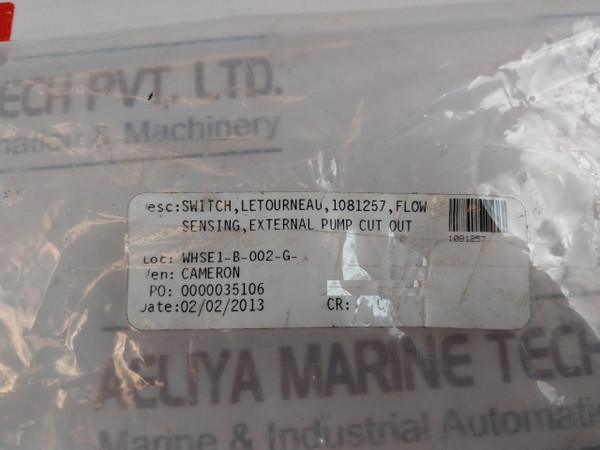 ECH PVT. LTD.
& Machinery
esc:SWITCH,LETOURNEAU,1081257,FLOW
SENSING,EXTERNAL PUMP CUT OUT
1081257
Loc: WHSE1-B-002-G-
Ven: CAMERON
PO: 0000035106
Date:02/02/2013 CR:
AELIYA MARINE TECH
Marine & Industrial Automatio